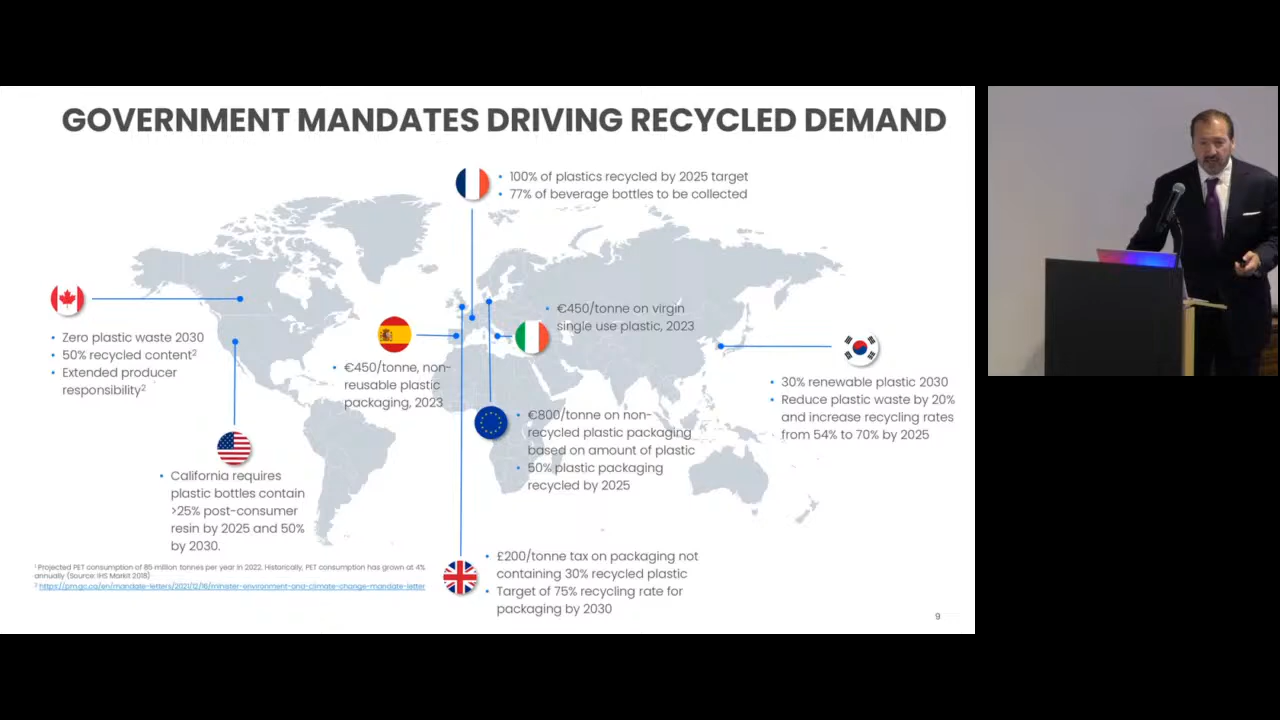 GOVERNMENT MANDATES DRIVING RECYCLED DEMAND
• 100% of plastics recycled by 2025 target
• 77% of beverage bottles to be collected
• Zero plastic waste 2030
• 50% recycled content²
• Extended producer
responsibility²
• €450/tonne, non-
reusable plastic
packaging, 2023
• €450/tonne on virgin
single use plastic, 2023
• 30% renewable plastic 2030
• Reduce plastic waste by 20%
and increase recycling rates
from 54% to 70% by 2025
• €800/tonne on non-
recycled plastic packaging
based on amount of plastic
• 50% plastic packaging
recycled by 2025
• California requires
plastic bottles contain
>25% post-consumer
resin by 2025 and 50%
by 2030.
• £200/tonne tax on packaging not
containing 30% recycled plastic
• Target of 75% recycling rate for
packaging by 2030
¹ Projected PET consumption of 85 million tonnes per year in 2022. Historically, PET consumption has grown at 4%
annually (Source: IHS Markit 2018)
² https://pm.gc.ca/en/mandate-letters/2021/12/16/minister-environment-and-climate-change-mandate-letter
9